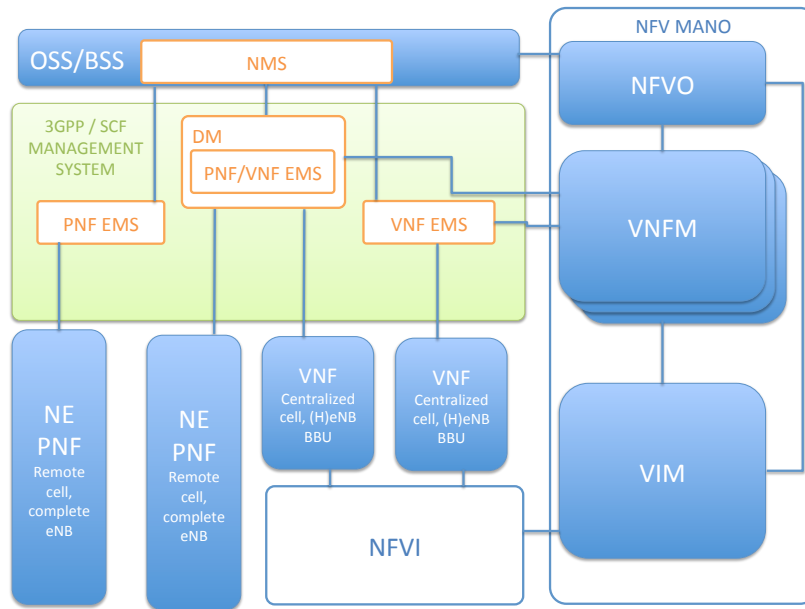 NFV MANO
OSS/BSS
NMS
NFVO
3GPP / SCF
MANAGEMENT
SYSTEM
DM
PNF/VNF EMS
PNF EMS
VNF EMS
VNFM
NE
PNF
Remote
cell,
complete
eNB
NE
PNF
Remote
cell,
complete
eNB
VNF
Centralized
cell, (H)eNB
BBU
VNF
Centralized
cell, (H)eNB
BBU
VIM
NFVI